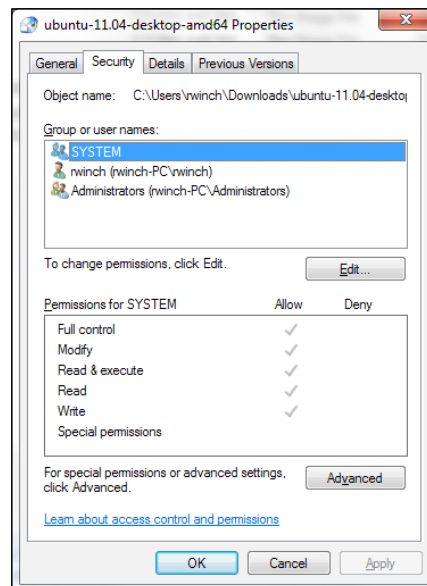 ubuntu-11.04-desktop-amd64 Properties
General Security Details Previous Versions
Object name: C:\Users\rwinch\Downloads\ubuntu-11.04-desktop
Group or user names:
SYSTEM
rwinch (rwinch-PC\rwinch)
Administrators (rwinch-PC\Administrators)
To change permissions, click Edit.
Edit...
Permissions for SYSTEM Allow Deny
Full control
Modify
Read & execute
Read
Write
Special permissions
For special permissions or advanced settings,
click Advanced.
Advanced
Learn about access control and permissions
OK Cancel Apply